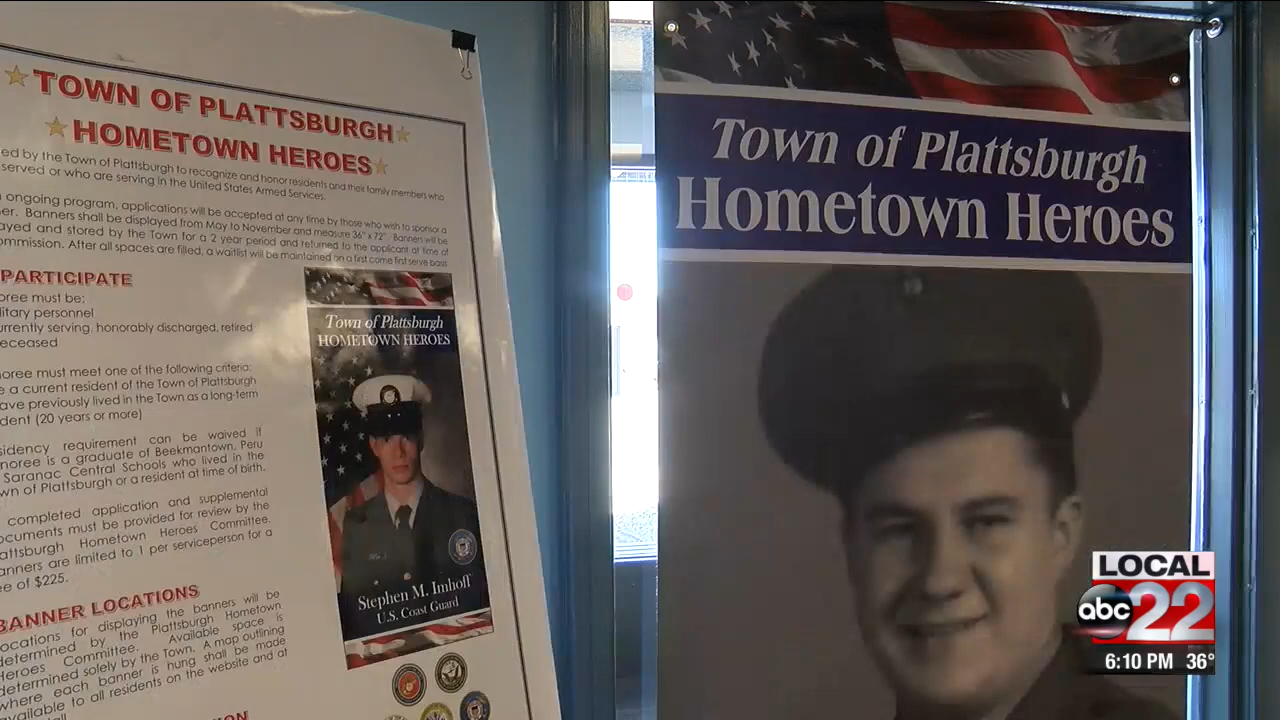 TOWN OF PLATTSBURGH
HOMETOWN HEROES
ed by the Town of Plattsburgh to recognize and honor residents and their family members who
served or who are serving in the United States Armed Services.
ongoing program, applications will be accepted at any time by those who wish to sponsor a
er. Banners shall be displayed from May to November and measure 36" x 72". Banners will be
ayed and stored by the Town for a 2 year period and returned to the applicant at time of
ommission. After all spaces are filled, a waitlist will be maintained on a first come first serve basis
PARTICIPATE
oree must be:
litary personnel
urrently serving, honorably discharged, retired
eceased
oree must meet one of the following criteria:
e a current resident of the Town of Plattsburgh
ave previously lived in the Town as a long-term
dent (20 years or more)
sidency requirement can be waived if
noree is a graduate of Beekmantown, Peru
Saranac Central Schools who lived in the
wn of Plattsburgh or a resident at time of birth.
completed application and supplemental
ocuments must be provided for review by the
attsburgh Hometown Heroes Committee.
anners are limited to 1 per serviceperson for a
ee of $225.
BANNER LOCATIONS
ocations for displaying the banners will be
determined by the Plattsburgh Hometown
Heroes Committee. Available space is
determined solely by the Town. A map outlining
where each banner is hung shall be made
available to all residents on the website and at
Town of Plattsburgh
HOMETOWN HEROES
Stephen M. Imhoff
U.S. Coast Guard
Town of Plattsburgh
Hometown Heroes
LOCAL
abc 22
6:10 PM 36°